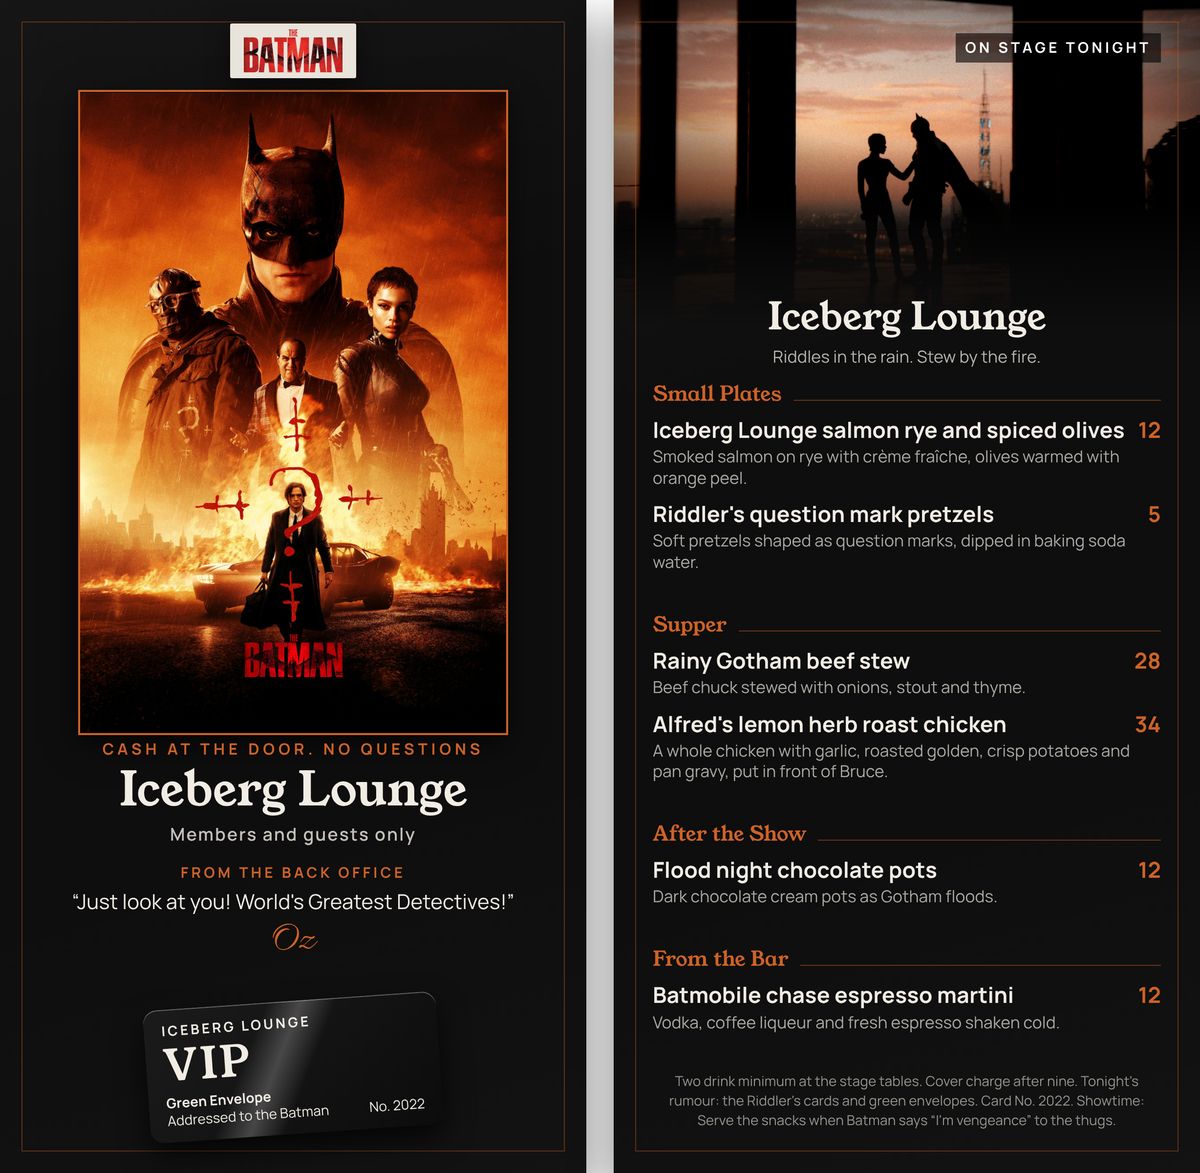 THE
BATMAN
THE
BATMAN
CASH AT THE DOOR. NO QUESTIONS
Iceberg Lounge
Members and guests only
FROM THE BACK OFFICE
“Just look at you! World's Greatest Detectives!”
Oz
ICEBERG LOUNGE
VIP
Green Envelope
Addressed to the Batman
No. 2022
ON STAGE TONIGHT
Iceberg Lounge
Riddles in the rain. Stew by the fire.
Small Plates
Iceberg Lounge salmon rye and spiced olives 12
Smoked salmon on rye with crème fraîche, olives warmed with
orange peel.
Riddler's question mark pretzels 5
Soft pretzels shaped as question marks, dipped in baking soda
water.
Supper
Rainy Gotham beef stew 28
Beef chuck stewed with onions, stout and thyme.
Alfred's lemon herb roast chicken 34
A whole chicken with garlic, roasted golden, crisp potatoes and
pan gravy, put in front of Bruce.
After the Show
Flood night chocolate pots 12
Dark chocolate cream pots as Gotham floods.
From the Bar
Batmobile chase espresso martini 12
Vodka, coffee liqueur and fresh espresso shaken cold.
Two drink minimum at the stage tables. Cover charge after nine. Tonight's
rumour: the Riddler's cards and green envelopes. Card No. 2022. Showtime:
Serve the snacks when Batman says “I'm vengeance” to the thugs.